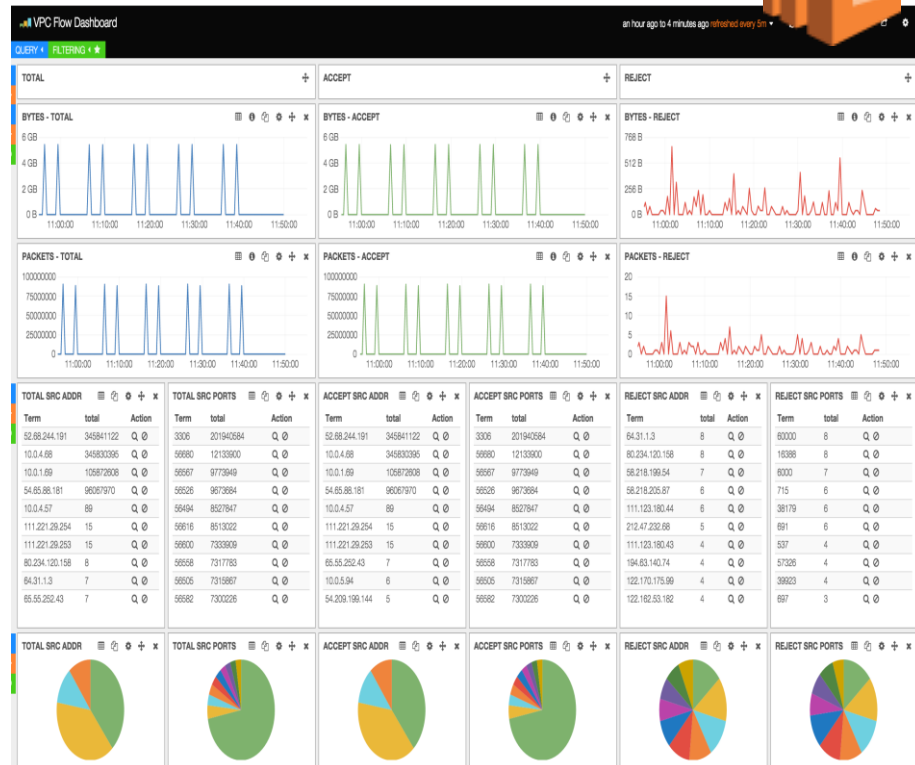 VPC Flow Dashboard
an hour ago to 4 minutes ago refreshed every 5m
QUERY FILTERING
TOTAL ACCEPT REJECT
BYTES - TOTAL
6 GB
4 GB
2 GB
0 B
11:00:00 11:10:00 11:20:00 11:30:00 11:40:00 11:50:00
BYTES - ACCEPT
6 GB
4 GB
2 GB
0 B
11:00:00 11:10:00 11:20:00 11:30:00 11:40:00 11:50:00
BYTES - REJECT
768 B
512 B
256 B
0 B
11:00:00 11:10:00 11:20:00 11:30:00 11:40:00 11:50:00
PACKETS - TOTAL
100000000
75000000
50000000
25000000
0
11:00:00 11:10:00 11:20:00 11:30:00 11:40:00 11:50:00
PACKETS - ACCEPT
100000000
75000000
50000000
25000000
0
11:00:00 11:10:00 11:20:00 11:30:00 11:40:00 11:50:00
PACKETS - REJECT
20
15
10
5
0
11:00:00 11:10:00 11:20:00 11:30:00 11:40:00 11:50:00
TOTAL SRC ADDR
Term total Action
52.68.244.191 345841122
10.0.4.68 345830395
10.0.1.69 105872608
54.65.88.181 96067970
10.0.4.57 89
111.221.29.254 15
111.221.29.253 15
80.234.120.158 8
64.31.1.3 7
65.55.252.43 7
TOTAL SRC PORTS
Term total Action
3306 201940584
56680 12133900
56567 9773949
56526 9673684
56494 8527847
56616 8513022
56600 7333909
56558 7317783
56505 7315867
56582 7300226
ACCEPT SRC ADDR
Term total Action
52.68.244.191 345841122
10.0.4.68 345830395
10.0.1.69 105872608
54.65.88.181 96067970
10.0.4.57 89
111.221.29.254 15
111.221.29.253 15
65.55.252.43 7
10.0.5.94 6
54.209.199.144 5
ACCEPT SRC PORTS
Term total Action
3306 201940584
56680 12133900
56567 9773949
56526 9673684
56494 8527847
56616 8513022
56600 7333909
56558 7317783
56505 7315867
56582 7300226
REJECT SRC ADDR
Term total Action
64.31.1.3 8
80.234.120.158 8
58.218.199.54 7
58.218.205.87 6
111.123.180.44 6
212.47.232.68 5
111.123.180.43 4
194.63.140.74 4
122.170.175.99 4
122.162.53.182 4
REJECT SRC PORTS
Term total Action
60000 8
16388 8
6000 7
715 6
38179 6
691 6
537 4
57326 4
39923 4
697 3
TOTAL SRC ADDR TOTAL SRC PORTS ACCEPT SRC ADDR ACCEPT SRC PORTS REJECT SRC ADDR REJECT SRC PORTS